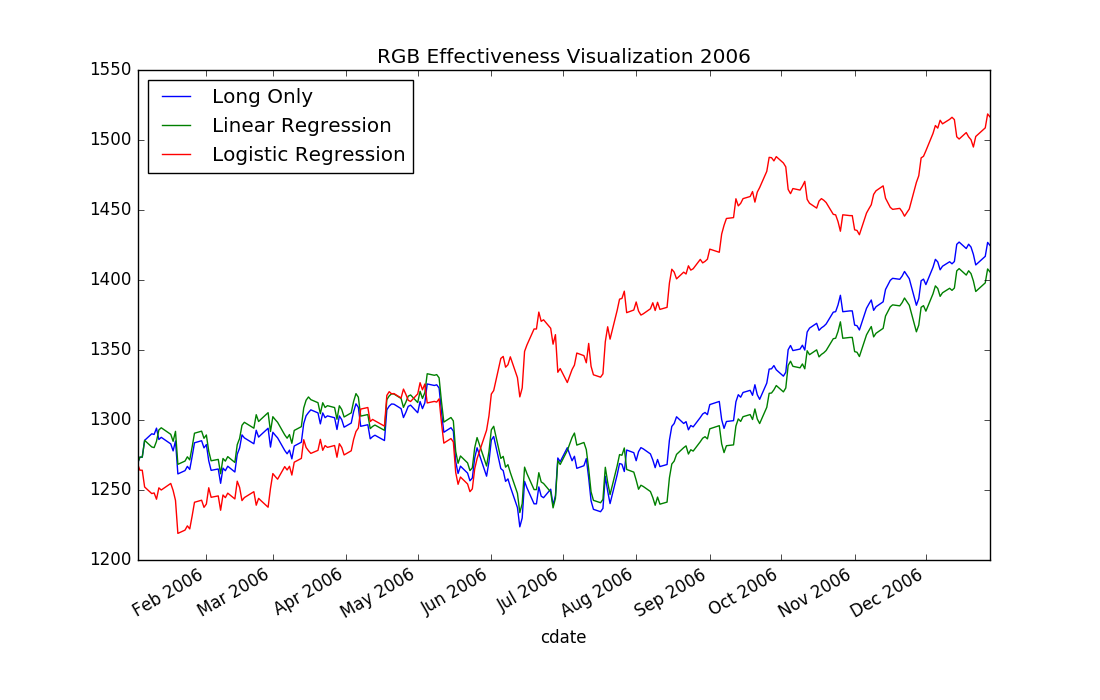 RGB Effectiveness Visualization 2006
1550
1500
1450
1400
1350
1300
1250
1200
Long Only
Linear Regression
Logistic Regression
Feb 2006
Mar 2006
Apr 2006
May 2006
Jun 2006
Jul 2006
Aug 2006
Sep 2006
Oct 2006
Nov 2006
Dec 2006
cdate